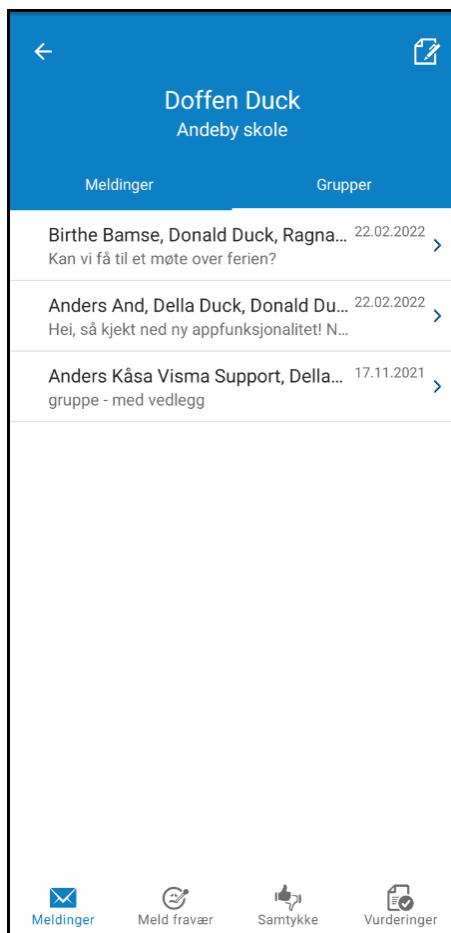 Doffen Duck
Andeby skole
Meldinger Grupper
Birthe Bamse, Donald Duck, Ragna... 22.02.2022
Kan vi få til et møte over ferien?
Anders And, Della Duck, Donald Du... 22.02.2022
Hei, så kjekt ned ny appfunksjonalitet! N...
Anders Kåsa Visma Support, Della... 17.11.2021
gruppe - med vedlegg
Meldinger Meld fravær Samtykke Vurderinger